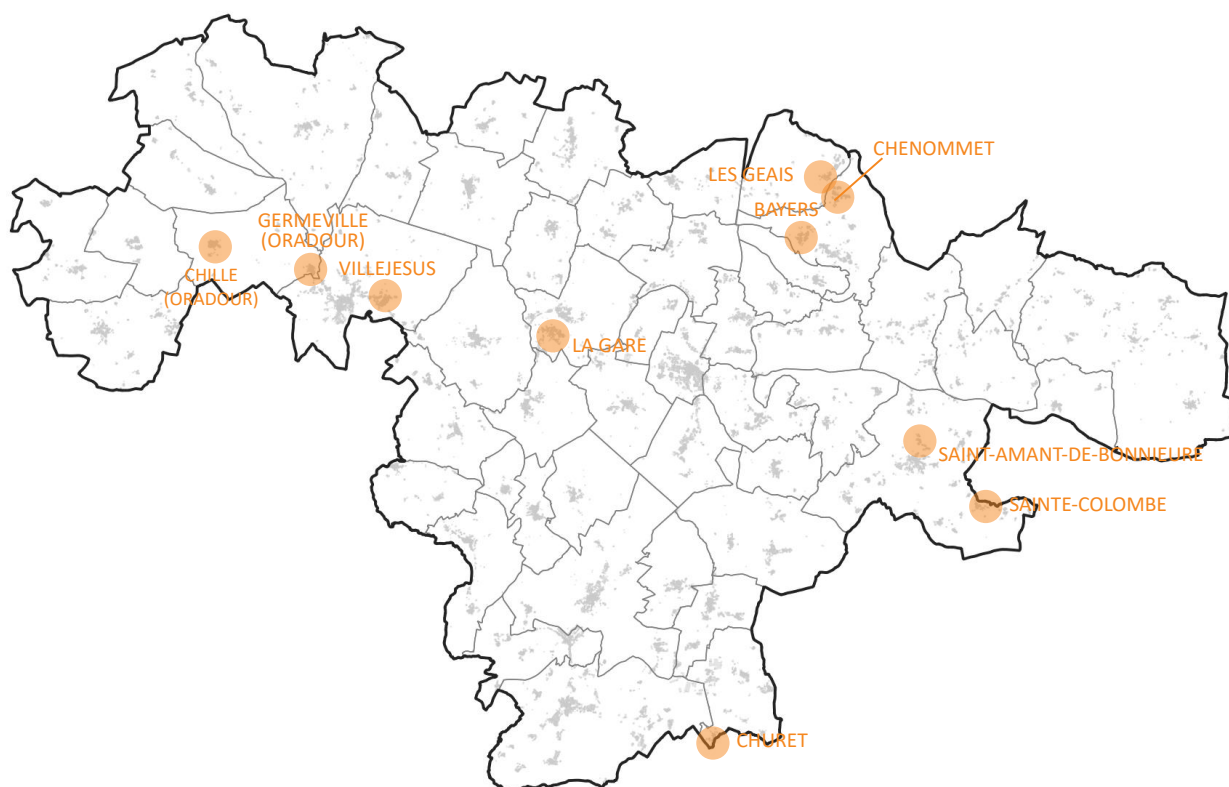 CHENOMMET
LES GEAIS
BAYERS
GERMEVILLE
(ORADOUR)
VILLEJESUS
CHILLE
(ORADOUR)
LA GARE
SAINT-AMANT-DE-BONNIEURE
SAINTE-COLOMBE
CHURET